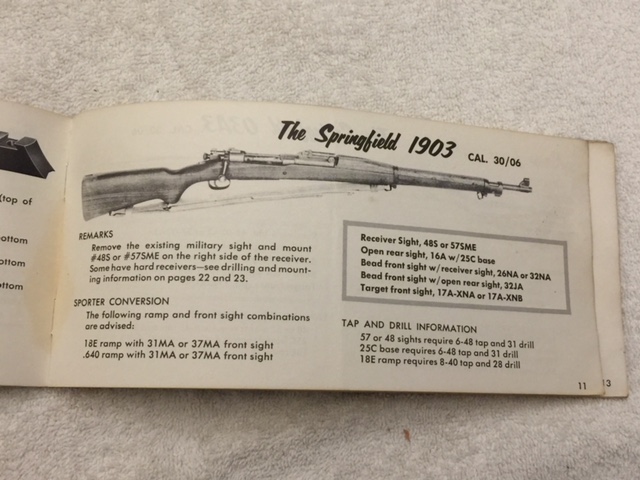 (top of
ottom
ottom
ottom
The Springfield 1903 CAL. 30/06
REMARKS
Remove the existing military sight and mount
#48S or #57SME on the right side of the receiver.
Some have hard receivers—see drilling and mount-
ing information on pages 22 and 23.
SPORTER CONVERSION
The following ramp and front sight combinations
are advised:
18E ramp with 31MA or 37MA front sight
.640 ramp with 31MA or 37MA front sight
Receiver Sight, 48S or 57SME
Open rear sight, 16A w/25C base
Bead front sight w/receiver sight, 26NA or 32NA
Bead front sight w/open rear sight, 32JA
Target front sight, 17A-XNA or 17A-XNB
TAP AND DRILL INFORMATION
57 or 48 sights require 6-48 tap and 31 drill
25C base requires 6-48 tap and 31 drill
18E ramp requires 8-40 tap and 28 drill
11
13